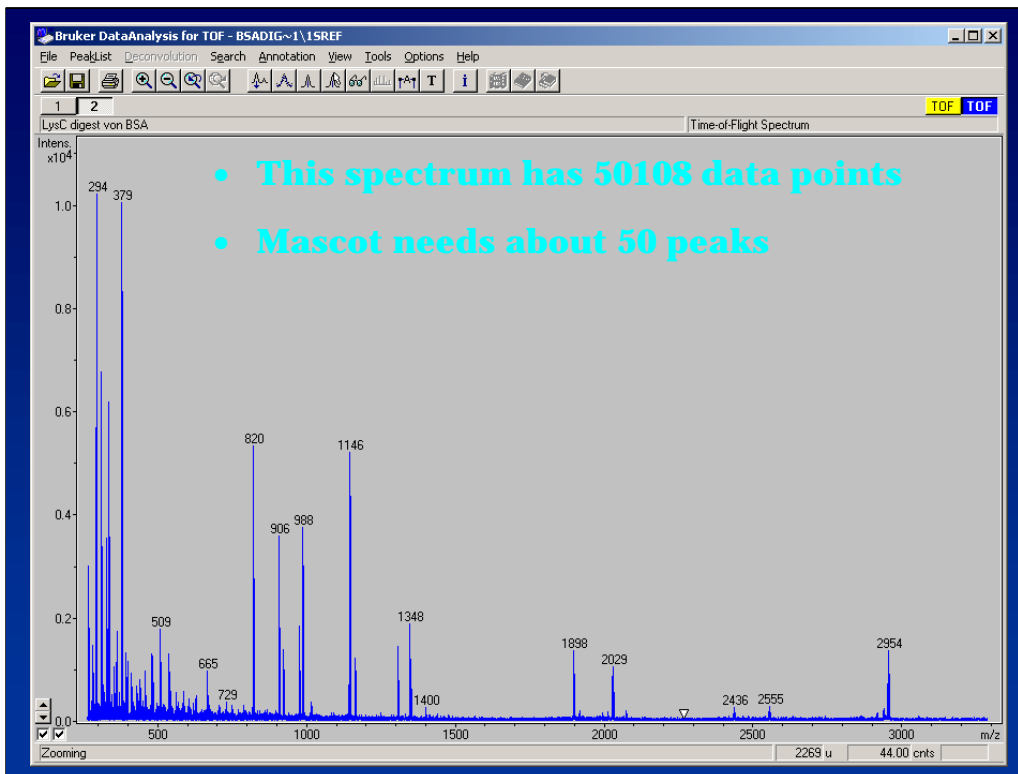 Bruker DataAnalysis for TOF - BSADIG~1\1SREF
File PeakList Deconvolution Search Annotation View Tools Options Help
T i
1 2 TOF TOF
LysC digest von BSA Time-of-Flight Spectrum
Intens.
x10⁴
• This spectrum has 50108 data points
294
379
1.0
• Mascot needs about 50 peaks
0.8
0.6
820
1146
0.4
906
988
0.2
509
1348
1898
2029
2954
665
729
1400
2436
2555
0.0
500 1000 1500 2000 2500 3000 m/z
Zooming 2269 u 44.00 cnts